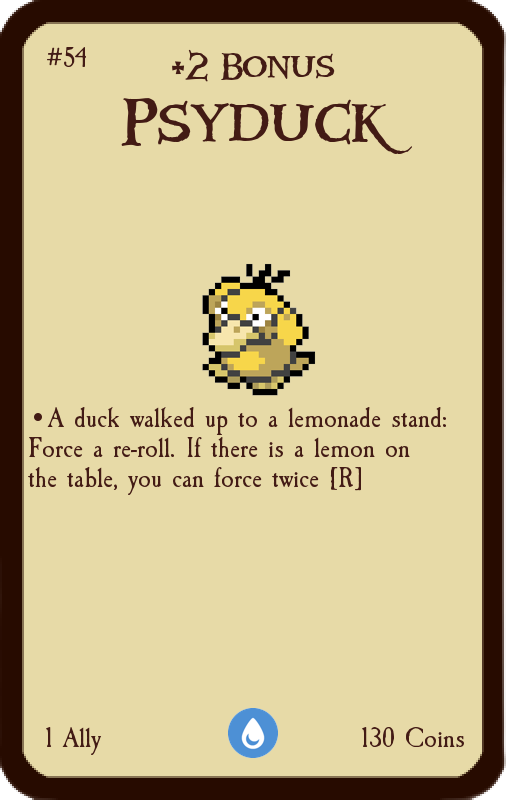 #54
+2 Bonus
Psyduck
•A duck walked up to a lemonade stand:
Force a re-roll. If there is a lemon on
the table, you can force twice {R]
1 Ally
130 Coins